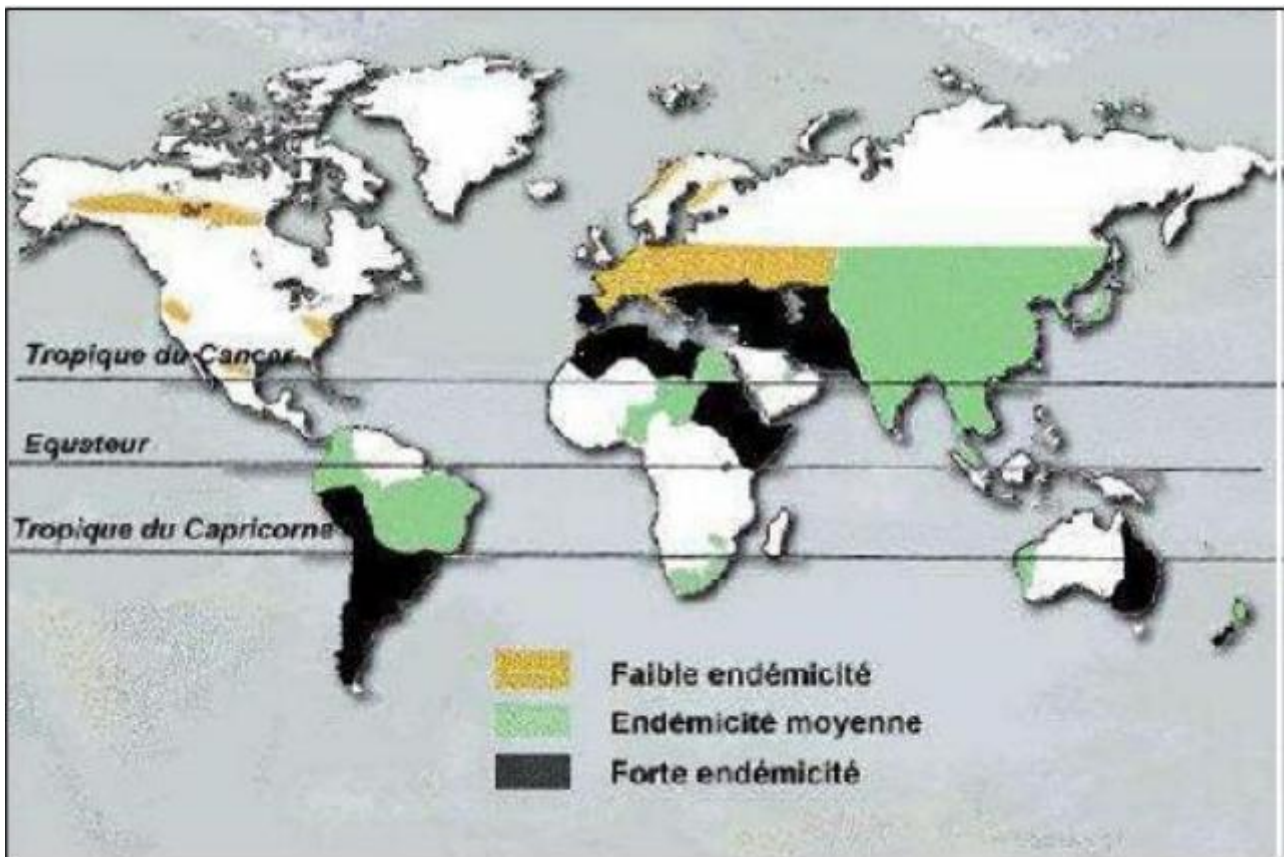 Tropique du Cancer
Equateur
Tropique du Capricorne
Faible endémicité
Endémicité moyenne
Forte endémicité